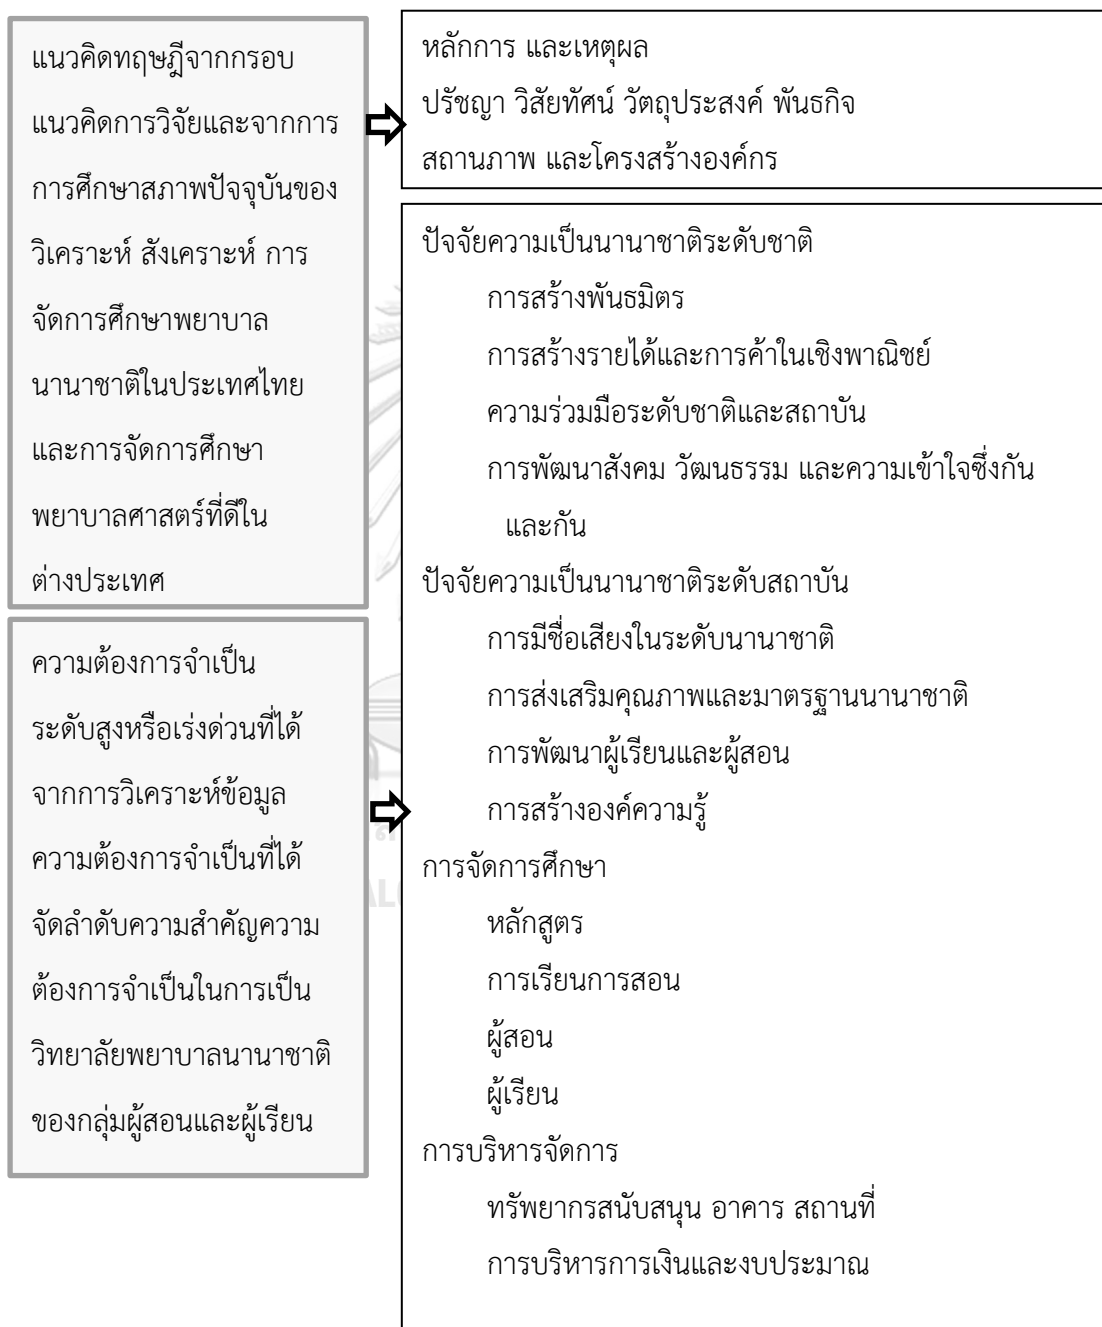 แนวคิดทฤษฎีจากกรอบ
แนวคิดการวิจัยและจากการ
การศึกษาสภาพปัจจุบันของ
วิเคราะห์ สังเคราะห์ การ
จัดการศึกษาพยาบาล
นานาชาติในประเทศไทย
และการจัดการศึกษา
พยาบาลศาสตร์ที่ดีใน
ต่างประเทศ
ความต้องการจำเป็น
ระดับสูงหรือเร่งด่วนที่ได้
จากการวิเคราะห์ข้อมูล
ความต้องการจำเป็นที่ได้
จัดลำดับความสำคัญความ
ต้องการจำเป็นในการเป็น
วิทยาลัยพยาบาลนานาชาติ
ของกลุ่มผู้สอนและผู้เรียน
หลักการ และเหตุผล
ปรัชญา วิสัยทัศน์ วัตถุประสงค์ พันธกิจ
สถานภาพ และโครงสร้างองค์กร
ปัจจัยความเป็นนานาชาติระดับชาติ
การสร้างพันธมิตร
การสร้างรายได้และการค้าในเชิงพาณิชย์
ความร่วมมือระดับชาติและสถาบัน
การพัฒนาสังคม วัฒนธรรม และความเข้าใจซึ่งกัน
และกัน
ปัจจัยความเป็นนานาชาติระดับสถาบัน
การมีชื่อเสียงในระดับนานาชาติ
การส่งเสริมคุณภาพและมาตรฐานนานาชาติ
การพัฒนาผู้เรียนและผู้สอน
การสร้างองค์ความรู้
การจัดการศึกษา
หลักสูตร
การเรียนการสอน
ผู้สอน
ผู้เรียน
การบริหารจัดการ
ทรัพยากรสนับสนุน อาคาร สถานที่
การบริหารการเงินและงบประมาณ